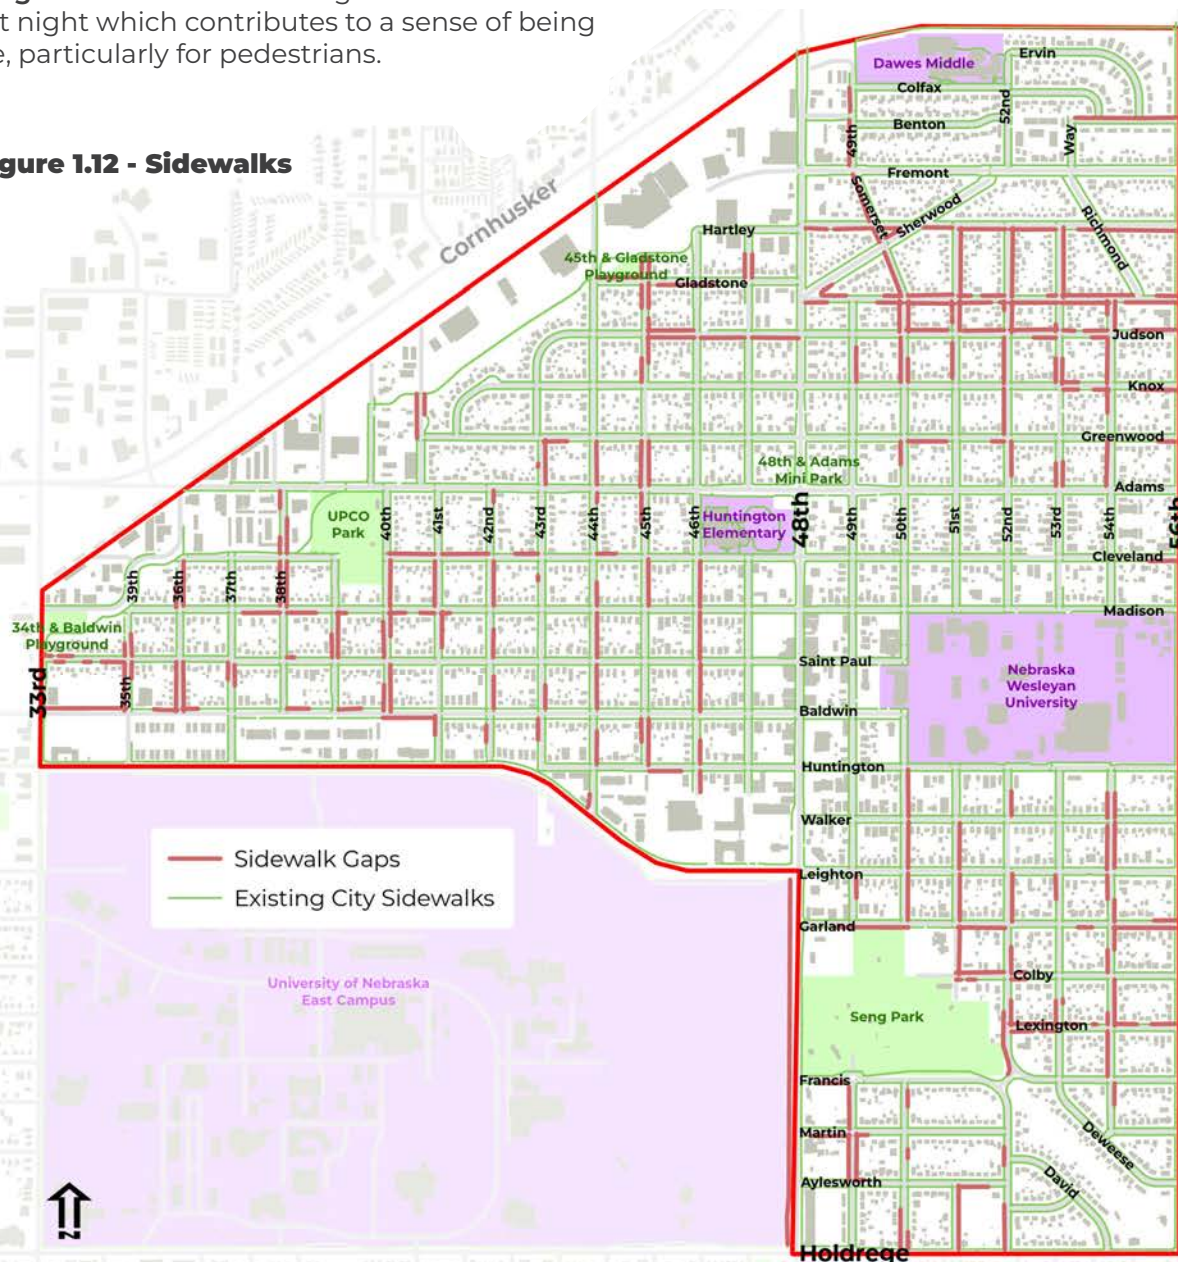 t night which contributes to a sense of being
e, particularly for pedestrians.
gure 1.12 - Sidewalks
Cornhusker
Dawes Middle
Ervin
Colfax
52nd
Benton
49th
Way
Fremont
Somerset
Sherwood
Richmond
Hartley
45th & Gladstone
Playground
Gladstone
Judson
Knox
Greenwood
48th & Adams
Mini Park
Adams
UPCO
Park
40th
41st
42nd
43rd
44th
45th
46th
Huntington
Elementary
48th
49th
50th
51st
52nd
53rd
54th
56th
Cleveland
39th
36th
37th
38th
Madison
34th & Baldwin
Playground
33rd
35th
Saint Paul
Nebraska
Wesleyan
University
Baldwin
Huntington
Walker
Sidewalk Gaps
Existing City Sidewalks
Leighton
Garland
Colby
University of Nebraska
East Campus
Seng Park
Lexington
Francis
Martin
Deweese
Aylesworth
David
N
Holdrege